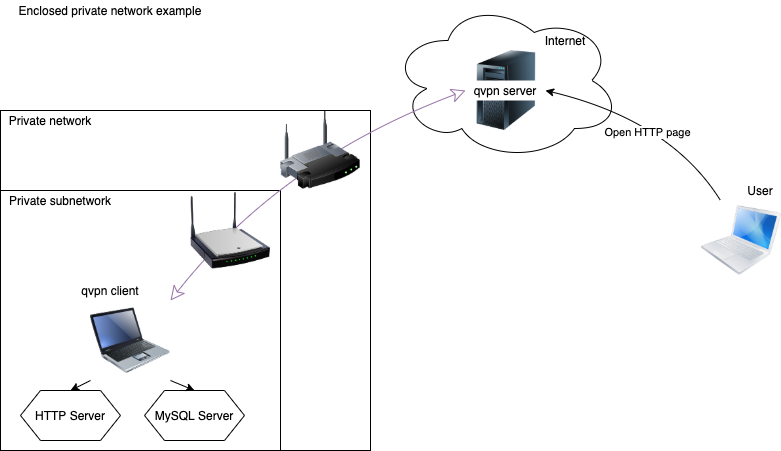 Enclosed private network example
Internet
qvpn server
Private network
Open HTTP page
User
Private subnetwork
qvpn client
HTTP Server
MySQL Server